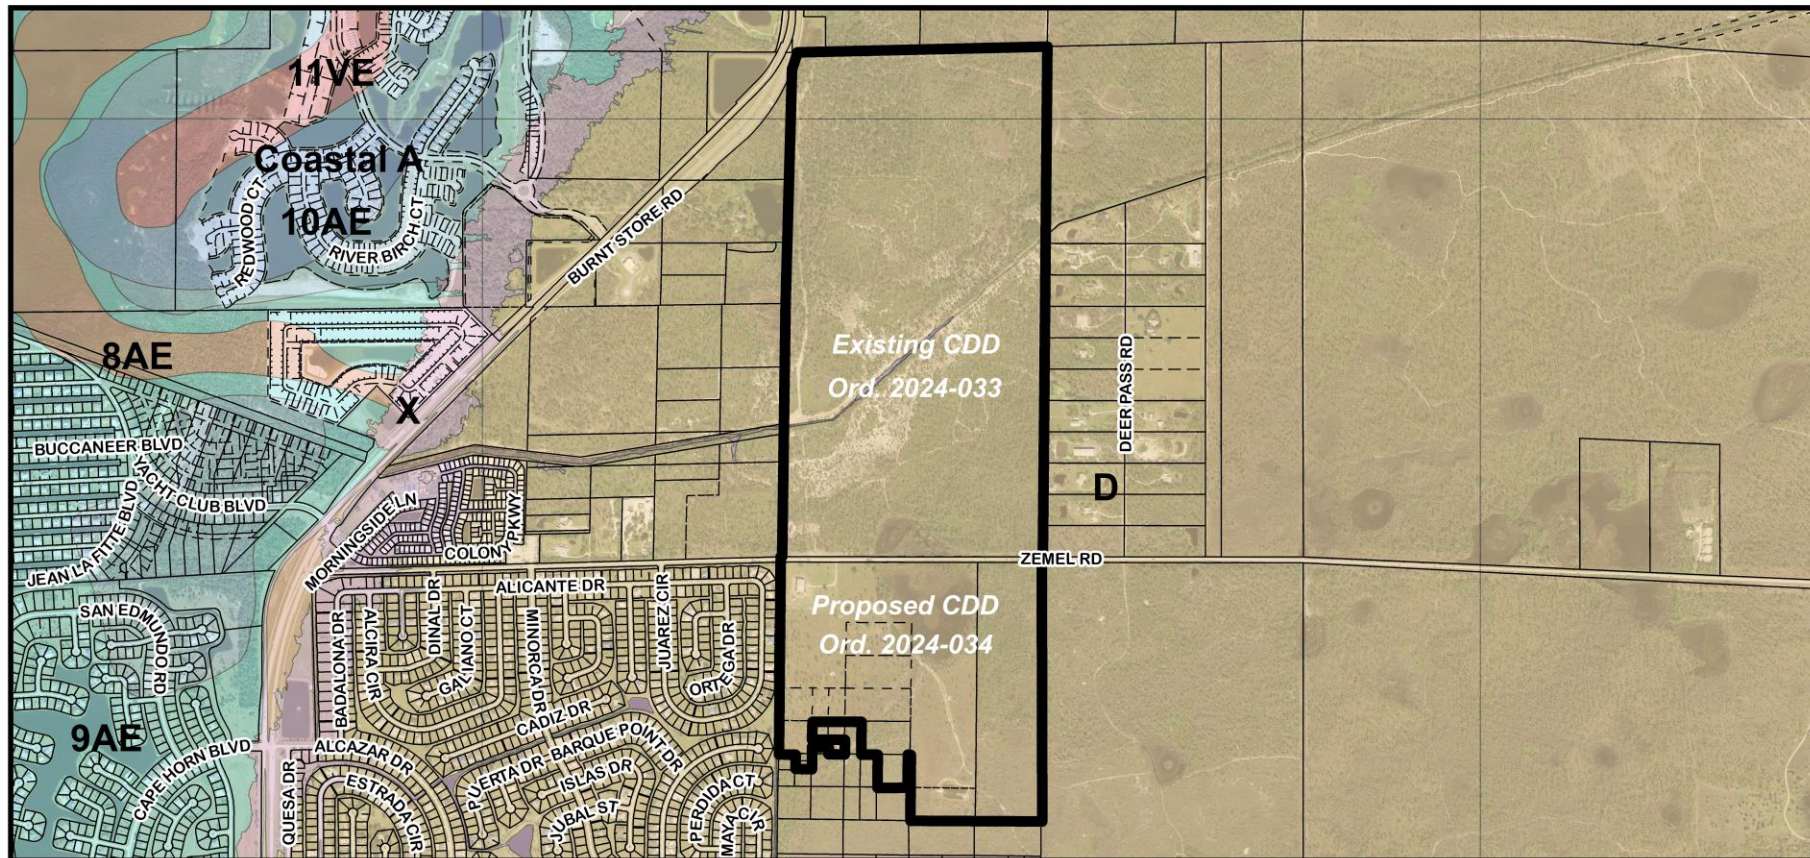 11VE
Coastal A
10AE
REDWOOD CT
RIVER BIRCH CT
BURNT STORE RD
8AE
X
BUCCANEER BLVD
YACHT CLUB BLVD
JEAN LA FITTE BLVD
MORNINGSIDE LN
COLONY PKWY
Existing CDD
Ord. 2024-033
DEER PASS RD
D
ZEMEL RD
SAN EDMUNDO RD
BADALONA DR
ALCIRA CIR
DINAL DR
GALIANO CT
ALICANTE DR
MINORCA DR
JUAREZ CIR
ORTEGA DR
Proposed CDD
Ord. 2024-034
9AE
CAPE HORN BLVD
QUESA DR
ALCAZAR DR
ESTRADA CIR
CADIZ DR
PUERTA DR
BARQUE POINT DR
ISLAS DR
JUBAL ST
PERDIDA CT
MAYA CIR